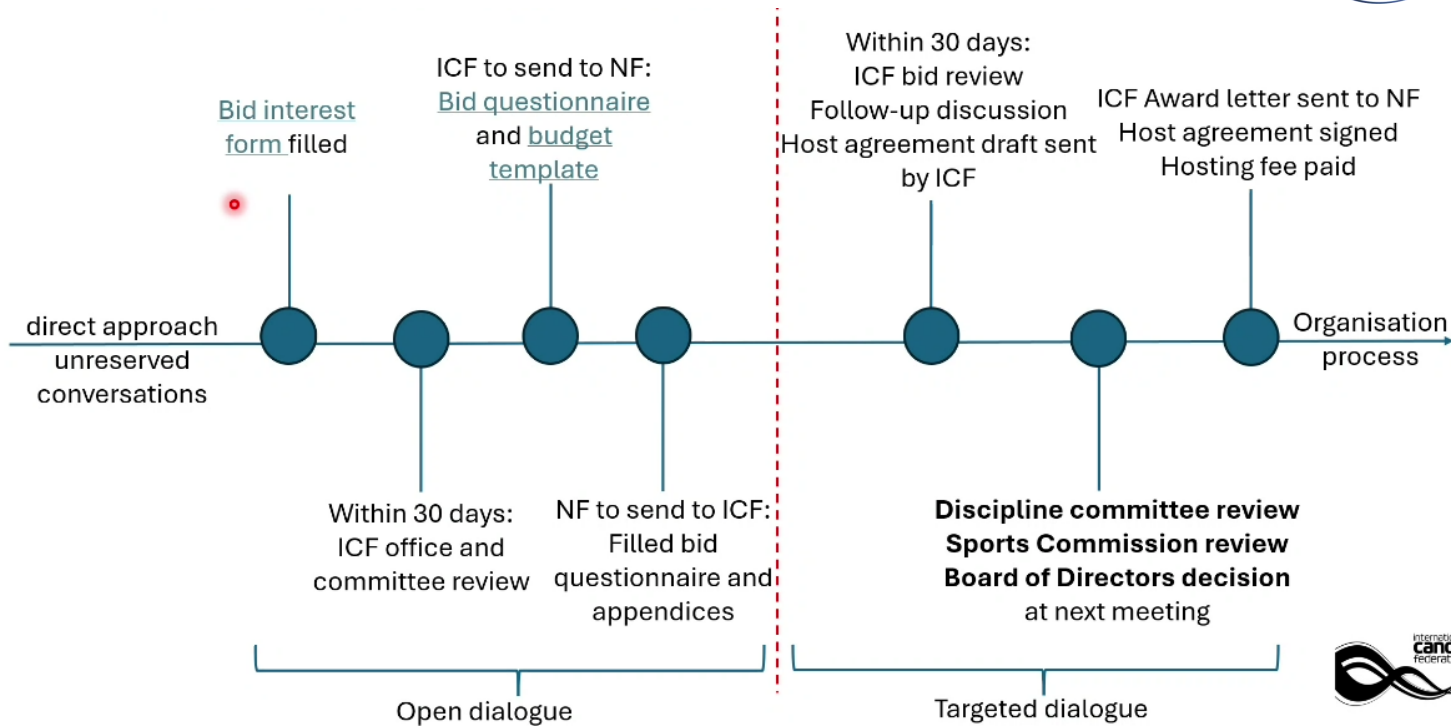 direct approach
unreserved
conversations
Bid interest
form filled
Within 30 days:
ICF office and
committee review
ICF to send to NF:
Bid questionnaire
and budget
template
NF to send to ICF:
Filled bid
questionnaire and
appendices
Open dialogue
Within 30 days:
ICF bid review
Follow-up discussion
Host agreement draft sent
by ICF
Discipline committee review
Sports Commission review
Board of Directors decision
at next meeting
ICF Award letter sent to NF
Host agreement signed
Hosting fee paid
Targeted dialogue
Organisation
process